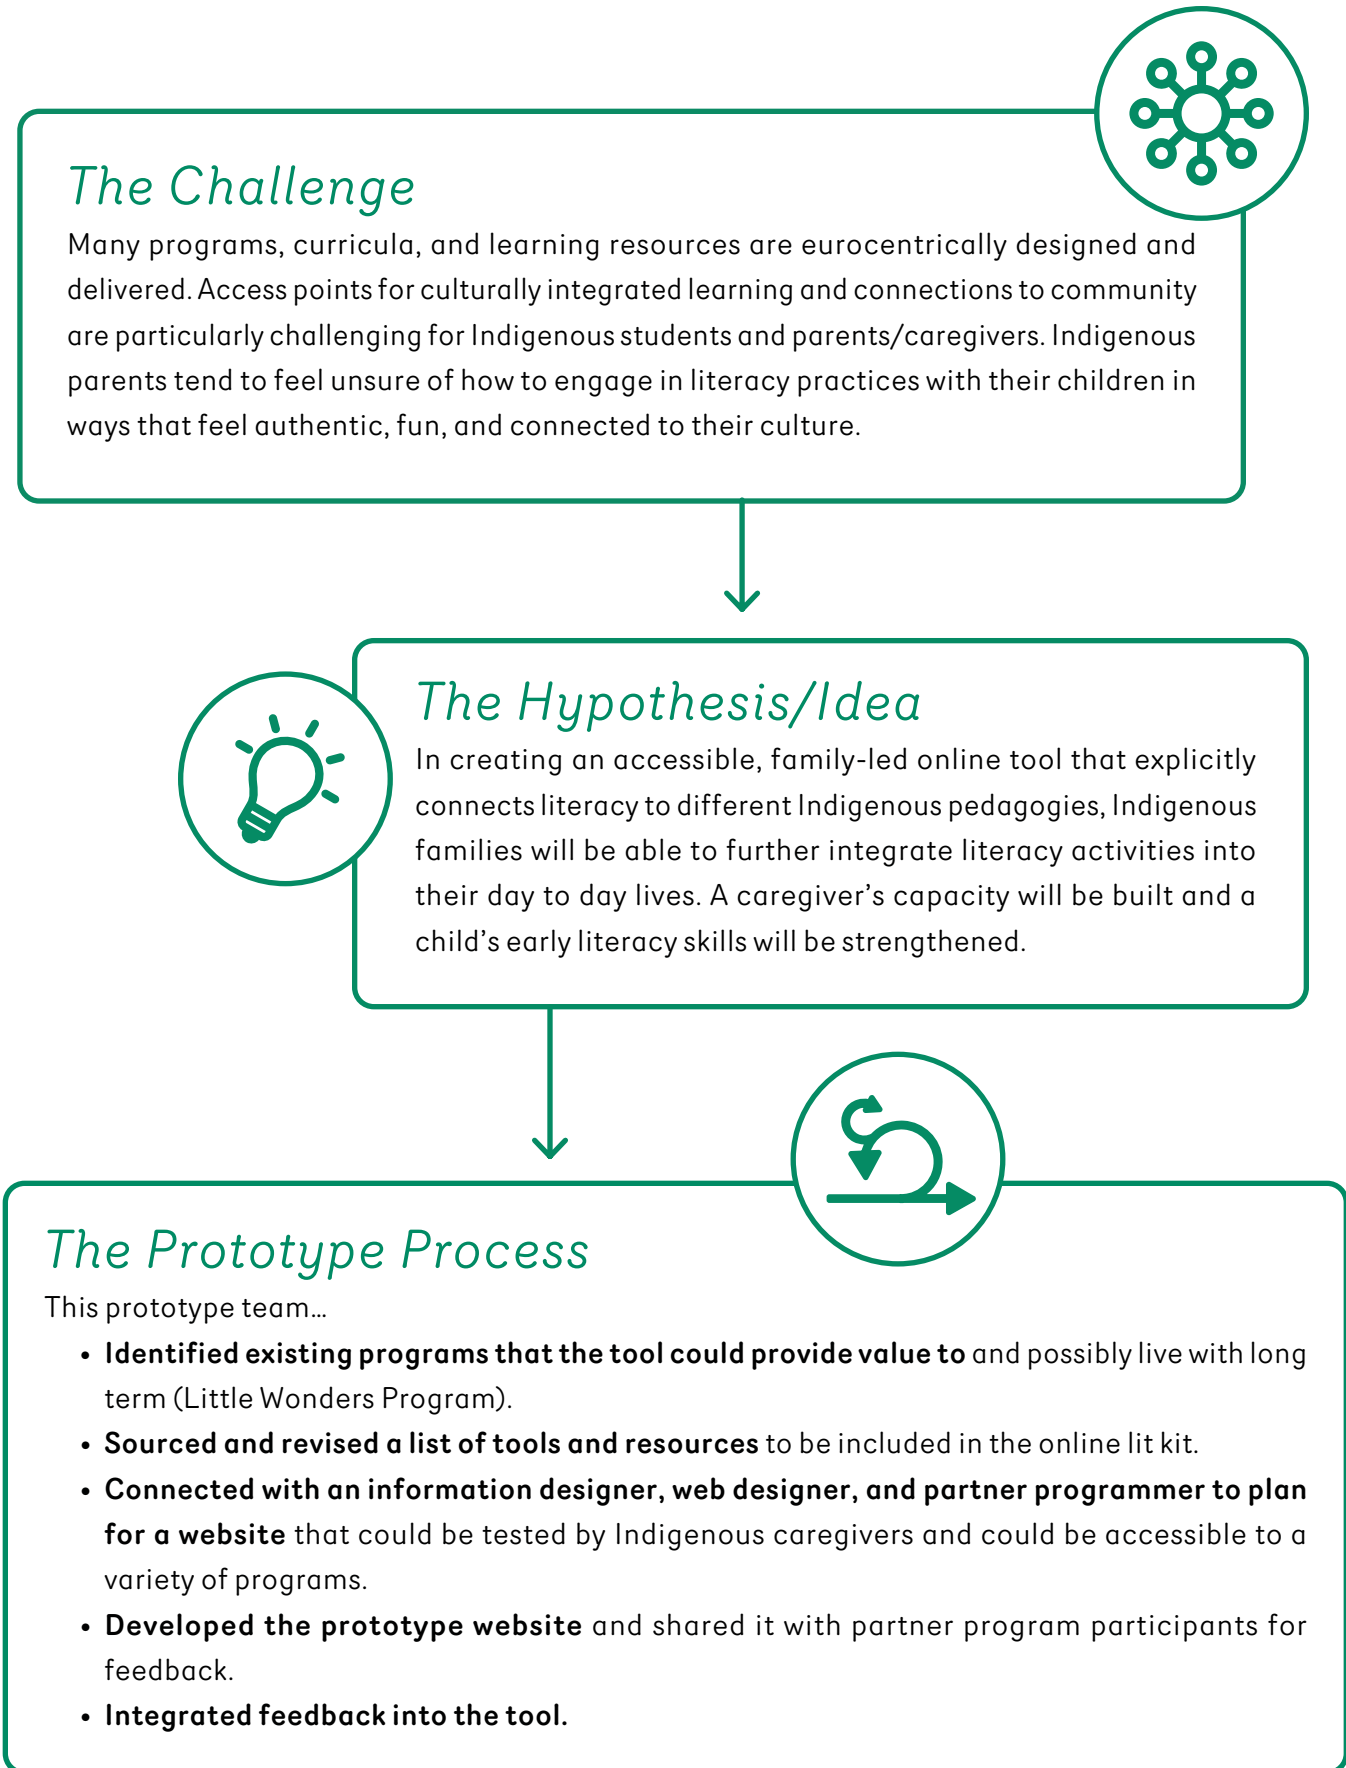 The Challenge
Many programs, curricula, and learning resources are eurocentrically designed and
delivered. Access points for culturally integrated learning and connections to community
are particularly challenging for Indigenous students and parents/caregivers. Indigenous
parents tend to feel unsure of how to engage in literacy practices with their children in
ways that feel authentic, fun, and connected to their culture.
The Hypothesis/Idea
In creating an accessible, family-led online tool that explicitly
connects literacy to different Indigenous pedagogies, Indigenous
families will be able to further integrate literacy activities into
their day to day lives. A caregiver’s capacity will be built and a
child’s early literacy skills will be strengthened.
The Prototype Process
This prototype team…
• Identified existing programs that the tool could provide value to and possibly live with long
term (Little Wonders Program).
• Sourced and revised a list of tools and resources to be included in the online lit kit.
• Connected with an information designer, web designer, and partner programmer to plan
for a website that could be tested by Indigenous caregivers and could be accessible to a
variety of programs.
• Developed the prototype website and shared it with partner program participants for
feedback.
• Integrated feedback into the tool.